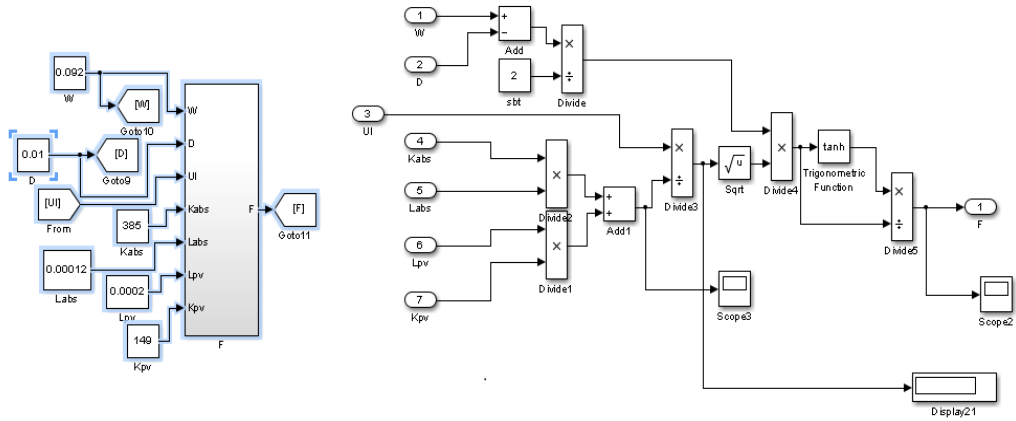 0.092
W
[W]
Goto10
0.01
D
[D]
Goto9
[UI]
From
385
Kabs
0.00012
Labs
0.0002
Lpv
149
Kpv
W
D
UI
Kabs
Labs
Lpv
Kpv
F
F
[F]
Goto11
1
W
2
D
+
−
Add
2
sbt
×
÷
Divide
3
UI
4
Kabs
5
Labs
6
Lpv
7
Kpv
×
Divide2
×
Divide1
+
+
Add1
×
÷
Divide3
√u
Sqrt
×
Divide4
tanh
Trigonometric
Function
×
÷
Divide5
1
F
Scope3
Scope2
Display21